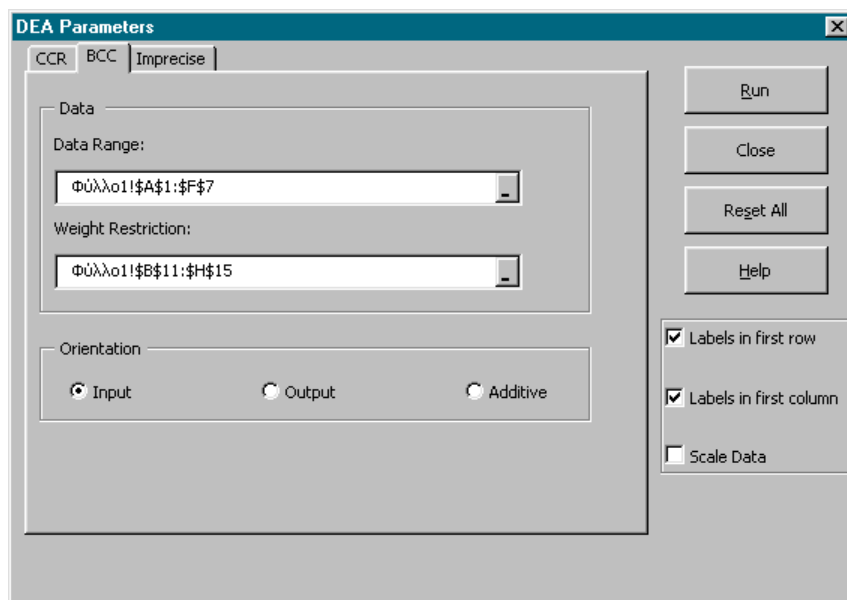 DEA Parameters
CCR BCC Imprecise
Data
Data Range:
Φύλλο1!$A$1:$F$7
Weight Restriction:
Φύλλο1!$B$11:$H$15
Orientation
Input Output Additive
Run
Close
Reset All
Help
Labels in first row
Labels in first column
Scale Data